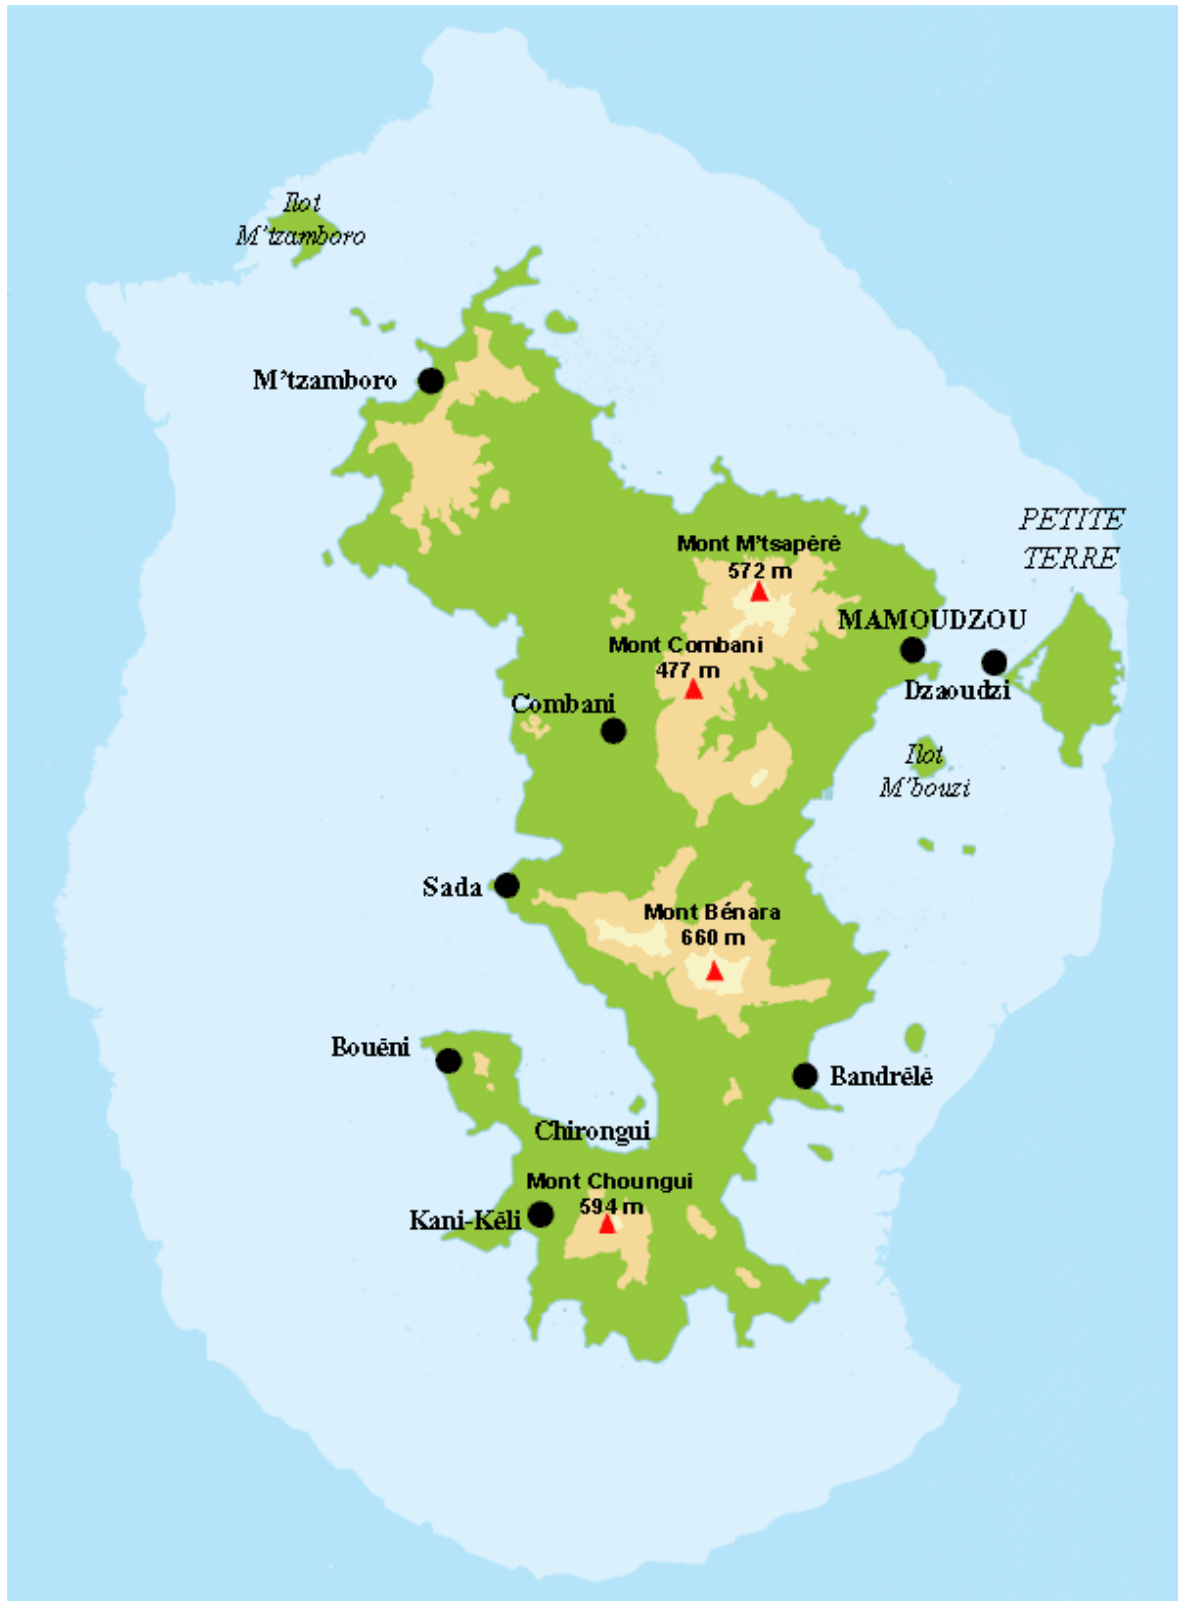 Ilot
M'tzamboro
M'tzamboro
PETITE
TERRE
Mont M'tsapéré
572 m
MAMOUDZOU
Mont Combani
477 m
Dzaoudzi
Combani
Ilot
M'bouzi
Sada
Mont Bénara
660 m
Bouéni
Bandrélé
Chirongui
Mont Choungui
594 m
Kani-Kéli